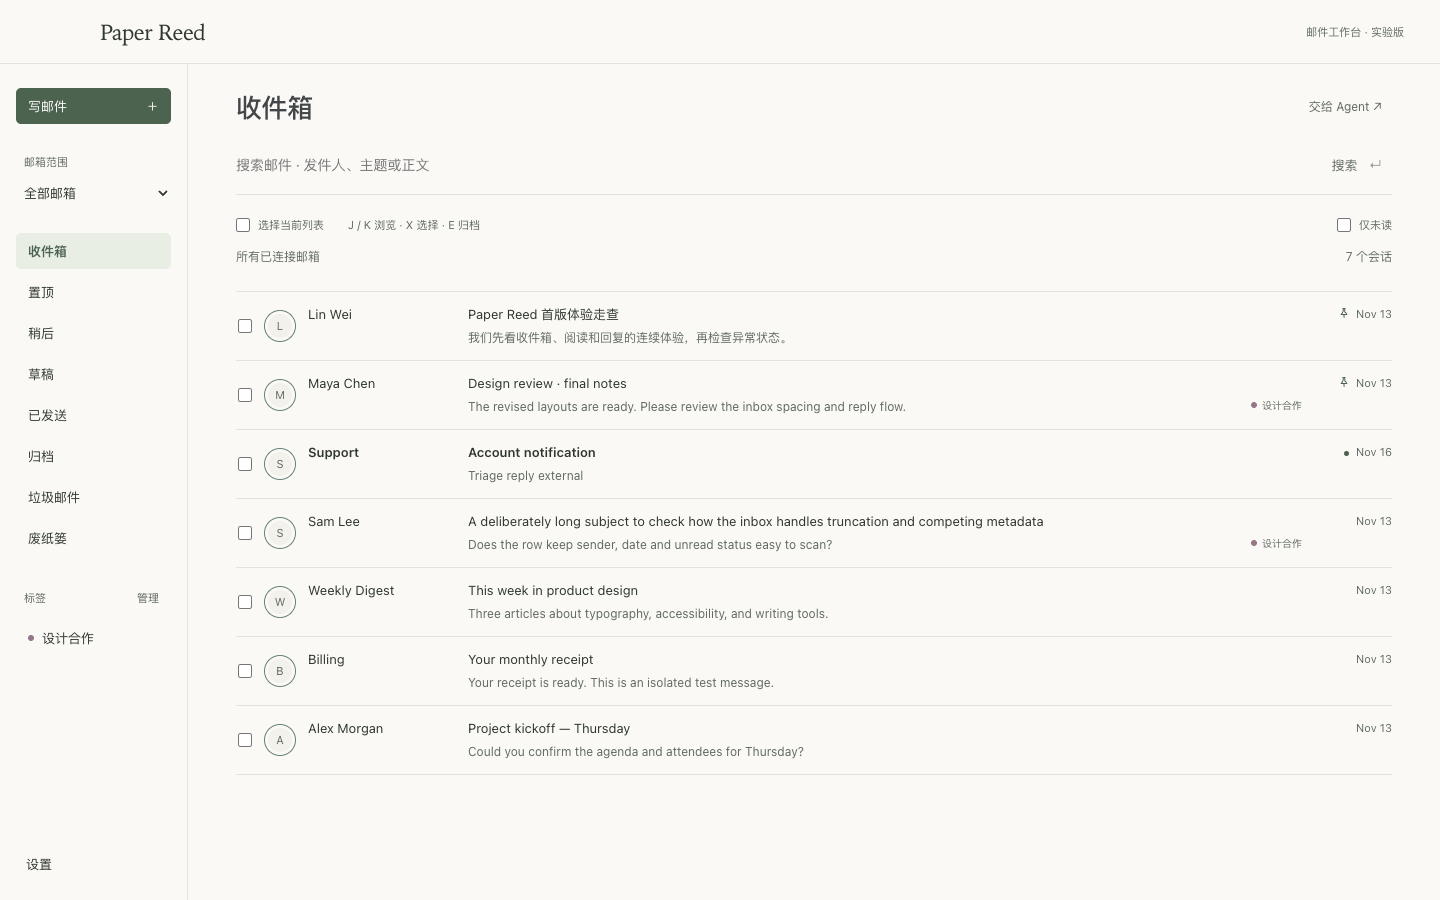 Paper Reed
邮件工作台 · 实验版
写邮件 +
邮箱范围
全部邮箱
收件箱
置顶
稍后
草稿
已发送
归档
垃圾邮件
废纸篓
标签 管理
设计合作
设置
收件箱
交给 Agent ↗
搜索邮件 · 发件人、主题或正文
搜索 ↵
选择当前列表 J / K 浏览 · X 选择 · E 归档
仅未读
所有已连接邮箱
7 个会话
L Lin Wei Paper Reed 首版体验走查 Nov 13
我们先看收件箱、阅读和回复的连续体验，再检查异常状态。
M Maya Chen Design review · final notes Nov 13
The revised layouts are ready. Please review the inbox spacing and reply flow. 设计合作
S Support Account notification Nov 16
Triage reply external
S Sam Lee A deliberately long subject to check how the inbox handles truncation and competing metadata Nov 13
Does the row keep sender, date and unread status easy to scan? 设计合作
W Weekly Digest This week in product design Nov 13
Three articles about typography, accessibility, and writing tools.
B Billing Your monthly receipt Nov 13
Your receipt is ready. This is an isolated test message.
A Alex Morgan Project kickoff — Thursday Nov 13
Could you confirm the agenda and attendees for Thursday?